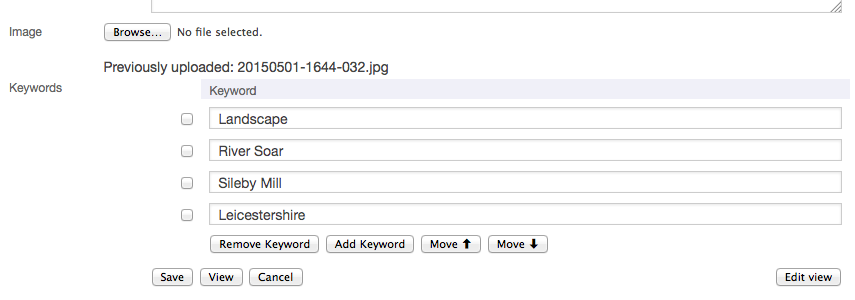 Image Browse... No file selected.
Previously uploaded: 20150501-1644-032.jpg
Keywords Keyword
Landscape
River Soar
Sileby Mill
Leicestershire
Remove Keyword Add Keyword Move ⬆ Move ⬇
Save View Cancel Edit view